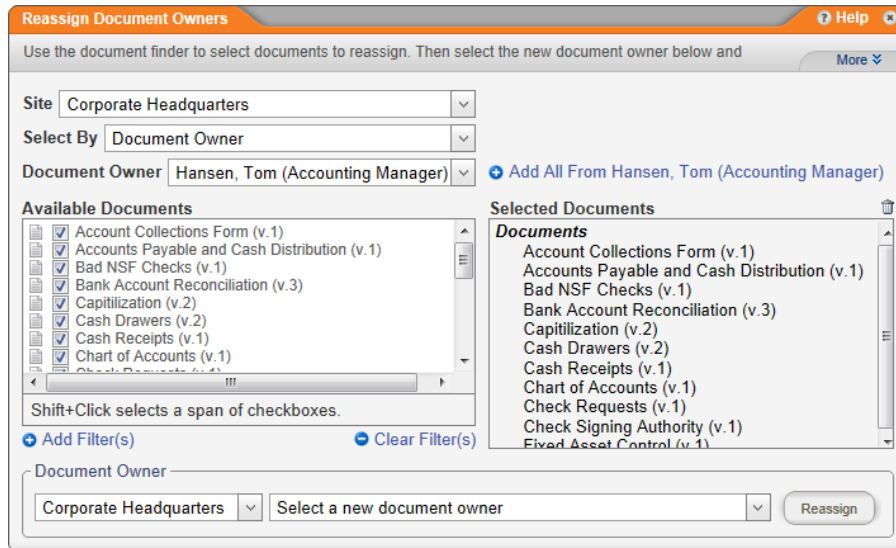 Reassign Document Owners
Help
Use the document finder to select documents to reassign. Then select the new document owner below and
More
Site Corporate Headquarters
Select By Document Owner
Document Owner Hansen, Tom (Accounting Manager)
Add All From Hansen, Tom (Accounting Manager)
Available Documents
Account Collections Form (v.1)
Accounts Payable and Cash Distribution (v.1)
Bad NSF Checks (v.1)
Bank Account Reconciliation (v.3)
Capitilization (v.2)
Cash Drawers (v.2)
Cash Receipts (v.1)
Chart of Accounts (v.1)
Check Requests (v.1)
Shift+Click selects a span of checkboxes.
Add Filter(s)
Clear Filter(s)
Selected Documents
Documents
Account Collections Form (v.1)
Accounts Payable and Cash Distribution (v.1)
Bad NSF Checks (v.1)
Bank Account Reconciliation (v.3)
Capitilization (v.2)
Cash Drawers (v.2)
Cash Receipts (v.1)
Chart of Accounts (v.1)
Check Requests (v.1)
Check Signing Authority (v.1)
Fixed Asset Control (v.1)
Document Owner
Corporate Headquarters
Select a new document owner
Reassign